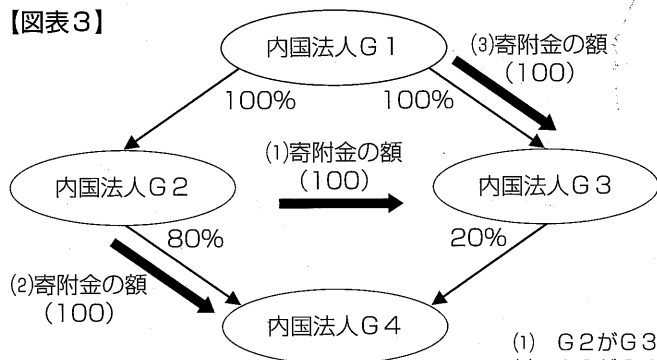 【図表3】
内国法人G1
(3)寄附金の額
(100)
100%
100%
(1)寄附金の額
(100)
内国法人G2
内国法人G3
80%
20%
(2)寄附金の額
(100)
内国法人G4
(1) G2がG3